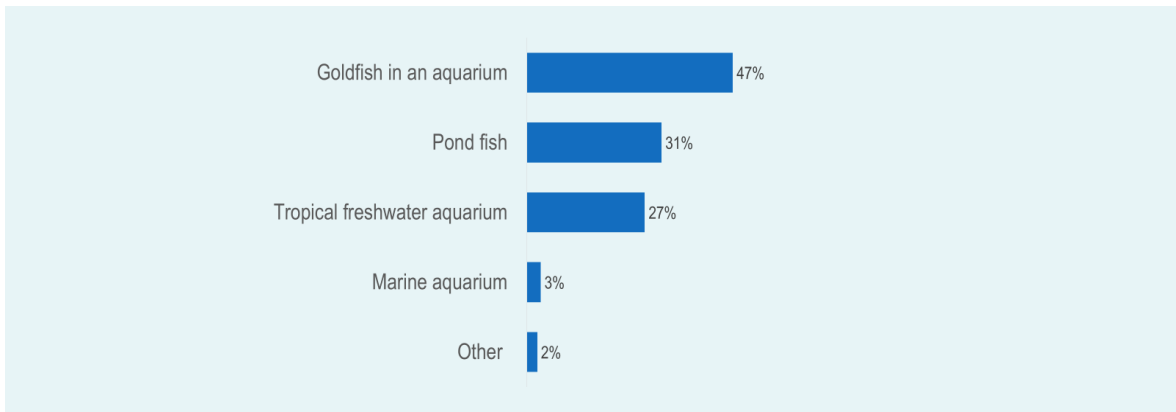 Goldfish in an aquarium 47%
Pond fish 31%
Tropical freshwater aquarium 27%
Marine aquarium 3%
Other 2%